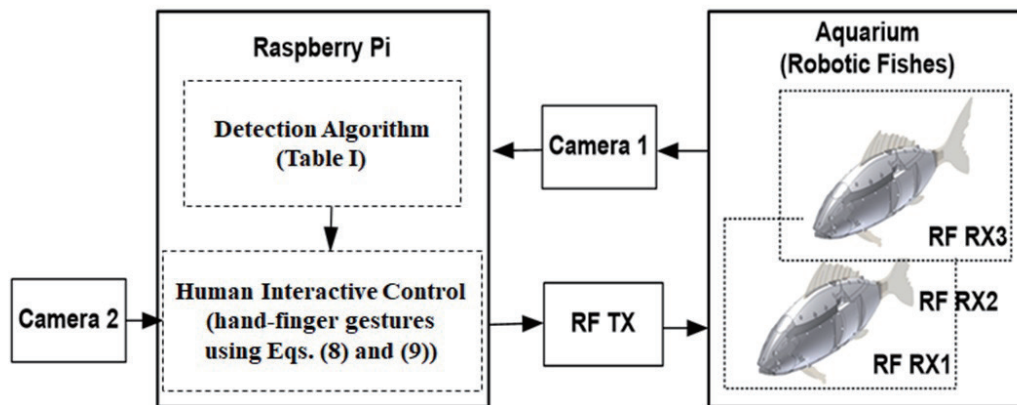 Raspberry Pi
Detection Algorithm
(Table I)
Human Interactive Control
(hand-finger gestures
using Eqs. (8) and (9))
Camera 2
Camera 1
RF TX
Aquarium
(Robotic Fishes)
RF RX3
RF RX2
RF RX1